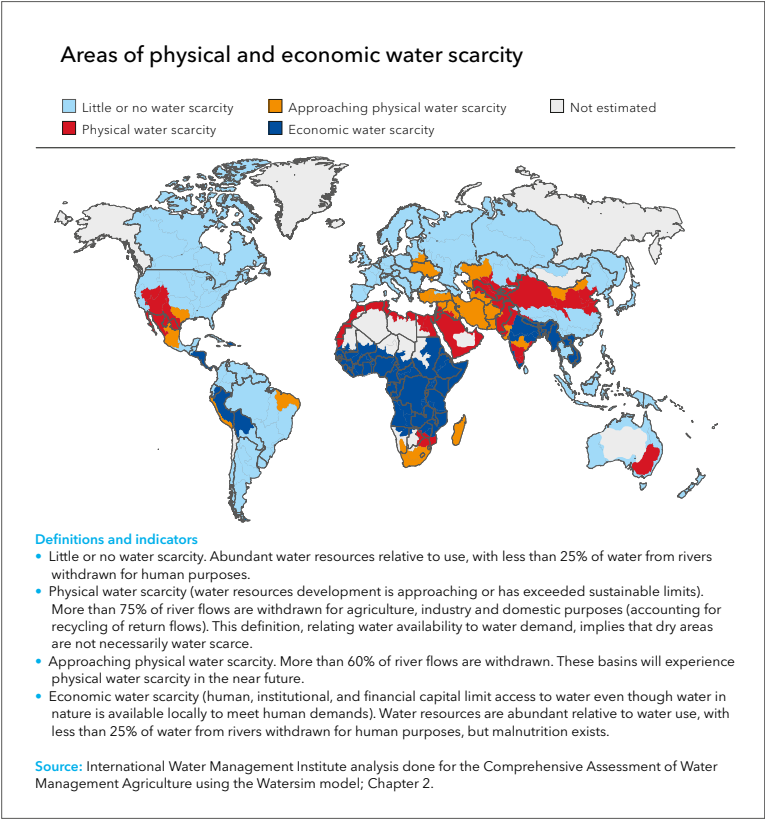 Areas of physical and economic water scarcity
Little or no water scarcity
Approaching physical water scarcity
Not estimated
Physical water scarcity
Economic water scarcity
Definitions and indicators
• Little or no water scarcity. Abundant water resources relative to use, with less than 25% of water from rivers
withdrawn for human purposes.
• Physical water scarcity (water resources development is approaching or has exceeded sustainable limits).
More than 75% of river flows are withdrawn for agriculture, industry and domestic purposes (accounting for
recycling of return flows). This definition, relating water availability to water demand, implies that dry areas
are not necessarily water scarce.
• Approaching physical water scarcity. More than 60% of river flows are withdrawn. These basins will experience
physical water scarcity in the near future.
• Economic water scarcity (human, institutional, and financial capital limit access to water even though water in
nature is available locally to meet human demands). Water resources are abundant relative to water use, with
less than 25% of water from rivers withdrawn for human purposes, but malnutrition exists.
Source: International Water Management Institute analysis done for the Comprehensive Assessment of Water
Management Agriculture using the Watersim model; Chapter 2.